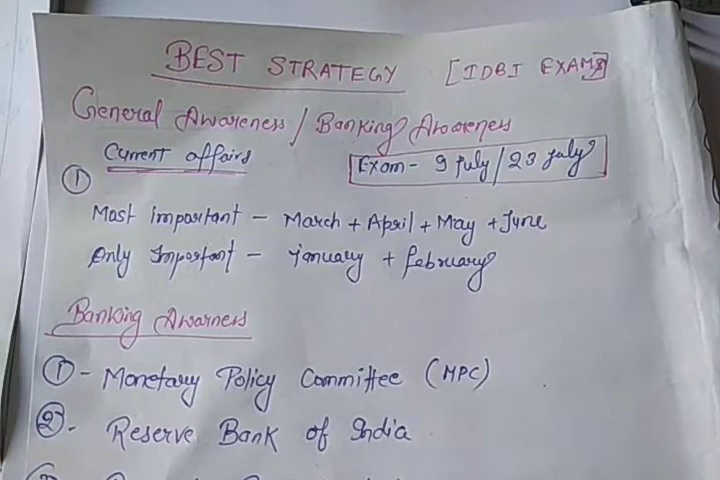 BEST STRATEGY [IDBI EXAMS]
General Awareness / Banking Awareness
Current affairs
Exam - 9 July / 23 July
①
Most important - March + April + May + June
Only Important - January + February
Banking Awarness
① - Monetary Policy Committee (MPC)
②. Reserve Bank of India